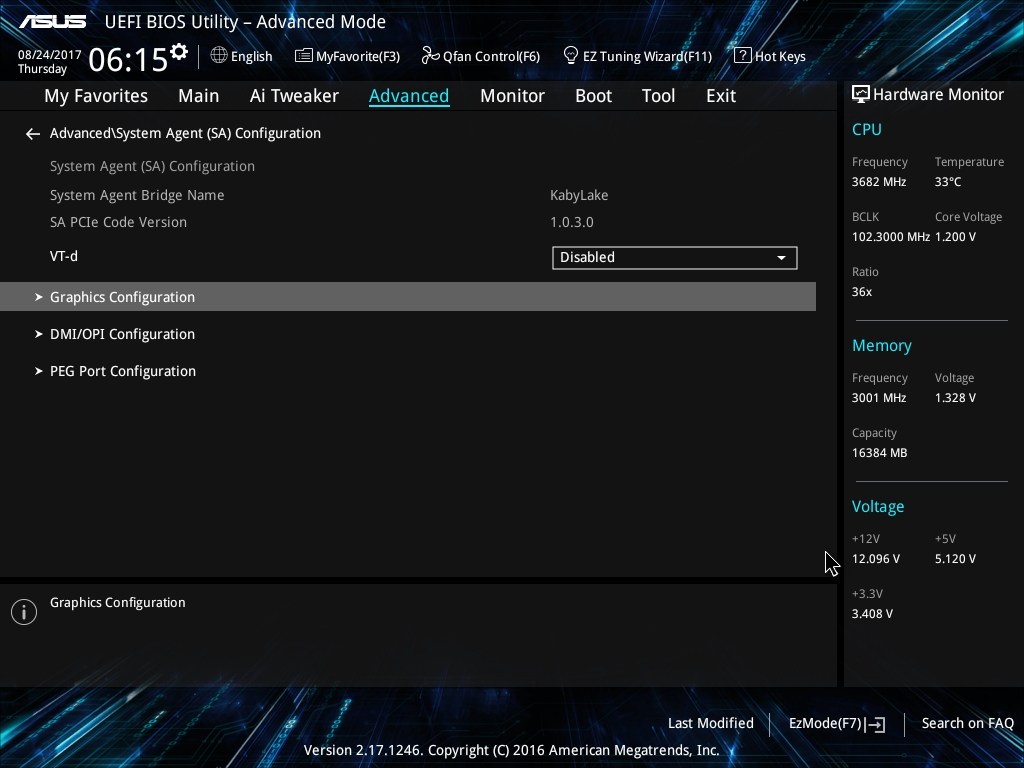 ASUS UEFI BIOS Utility – Advanced Mode
08/24/2017 Thursday 06:15 English MyFavorite(F3) Qfan Control(F6) EZ Tuning Wizard(F11) ? Hot Keys
My Favorites Main Ai Tweaker Advanced Monitor Boot Tool Exit
Advanced\System Agent (SA) Configuration
System Agent (SA) Configuration
System Agent Bridge Name KabyLake
SA PCIe Code Version 1.0.3.0
VT-d Disabled
Graphics Configuration
DMI/OPI Configuration
PEG Port Configuration
Graphics Configuration
Hardware Monitor
CPU
Frequency Temperature
3682 MHz 33°C
BCLK Core Voltage
102.3000 MHz 1.200 V
Ratio
36x
Memory
Frequency Voltage
3001 MHz 1.328 V
Capacity
16384 MB
Voltage
+12V +5V
12.096 V 5.120 V
+3.3V
3.408 V
Last Modified EzMode(F7) Search on FAQ
Version 2.17.1246. Copyright (C) 2016 American Megatrends, Inc.